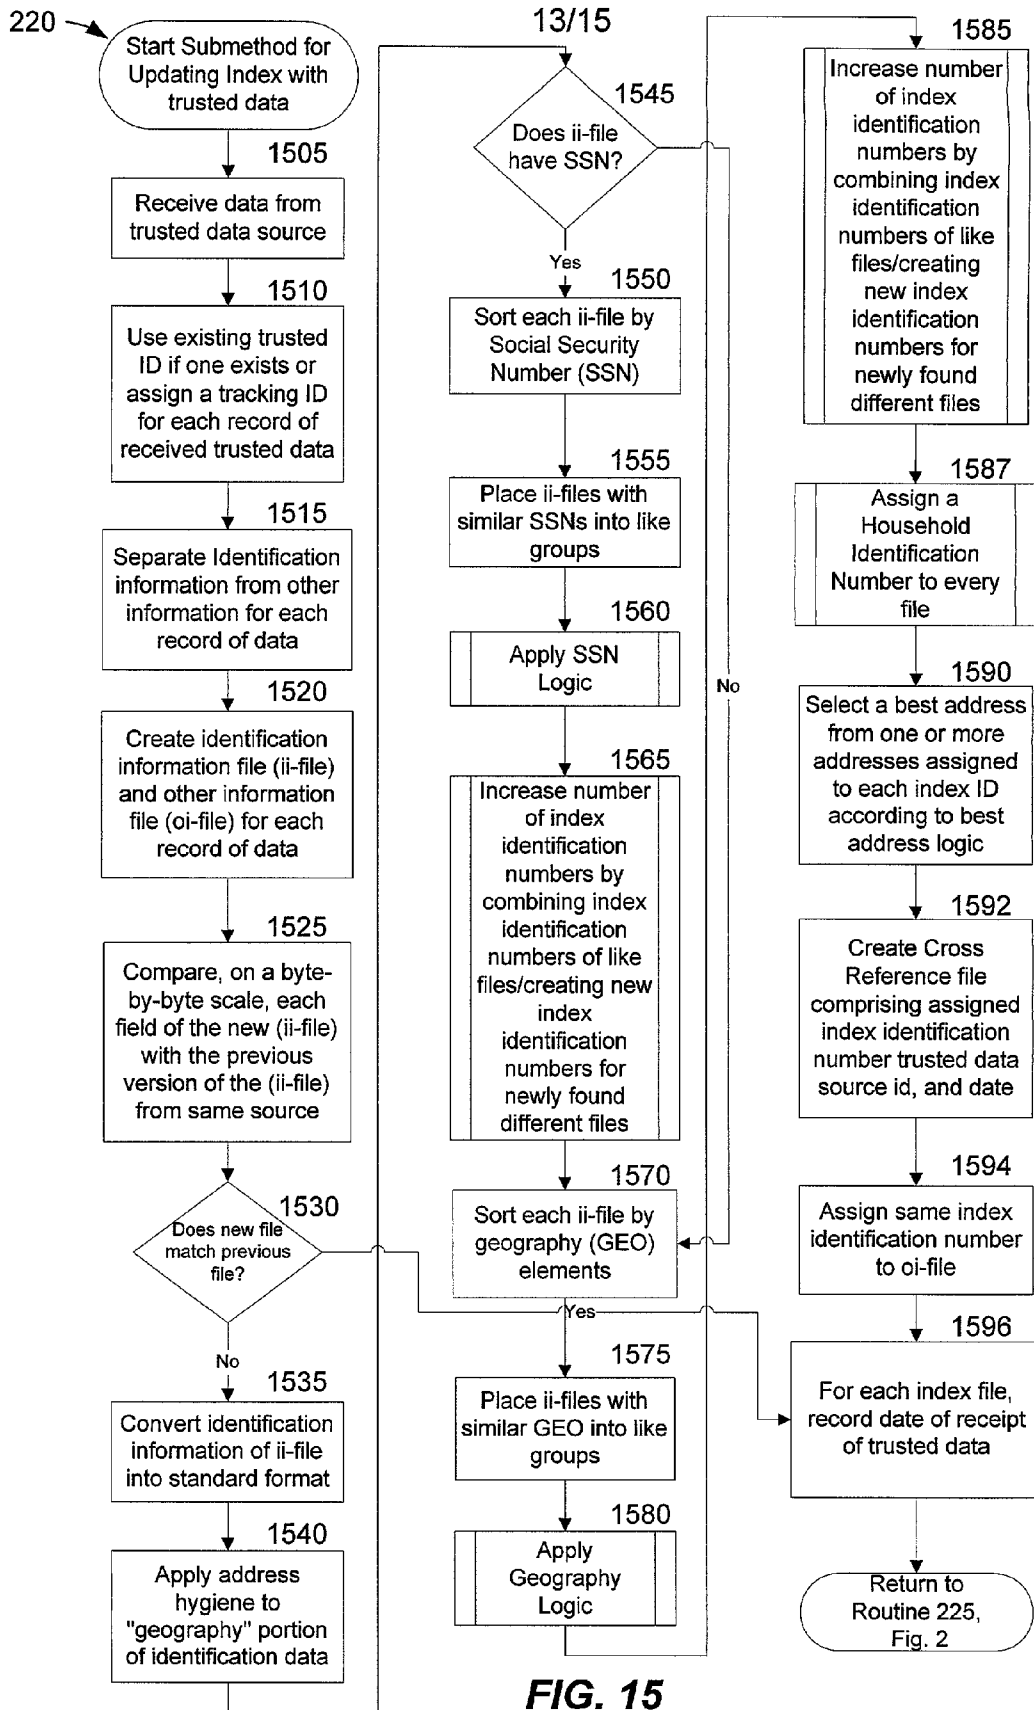 220
Start Submethod for
Updating Index with
trusted data
1505
Receive data from
trusted data source
1510
Use existing trusted
ID if one exists or
assign a tracking ID
for each record of
received trusted data
1515
Separate Identification
information from other
information for each
record of data
1520
Create identification
information file (ii-file)
and other information
file (oi-file) for each
record of data
1525
Compare, on a byte-
by-byte scale, each
field of the new (ii-file)
with the previous
version of the (ii-file)
from same source
1530
Does new file
match previous
file?
No
1535
Convert identification
information of ii-file
into standard format
1540
Apply address
hygiene to
"geography" portion
of identification data
13/15
1545
Does ii-file
have SSN?
Yes
1550
Sort each ii-file by
Social Security
Number (SSN)
1555
Place ii-files with
similar SSNs into like
groups
1560
Apply SSN
Logic
No
1565
Increase number
of index
identification
numbers by
combining index
identification
numbers of like
files/creating new
index
identification
numbers for
newly found
different files
1570
Sort each ii-file by
geography (GEO)
elements
Yes
1575
Place ii-files with
similar GEO into like
groups
1580
Apply
Geography
Logic
1585
Increase number
of index
identification
numbers by
combining index
identification
numbers of like
files/creating
new index
identification
numbers for
newly found
different files
1587
Assign a
Household
Identification
Number to every
file
1590
Select a best address
from one or more
addresses assigned
to each index ID
according to best
address logic
1592
Create Cross
Reference file
comprising assigned
index identification
number trusted data
source id, and date
1594
Assign same index
identification number
to oi-file
1596
For each index file,
record date of receipt
of trusted data
Return to
Routine 225,
Fig. 2
FIG. 15